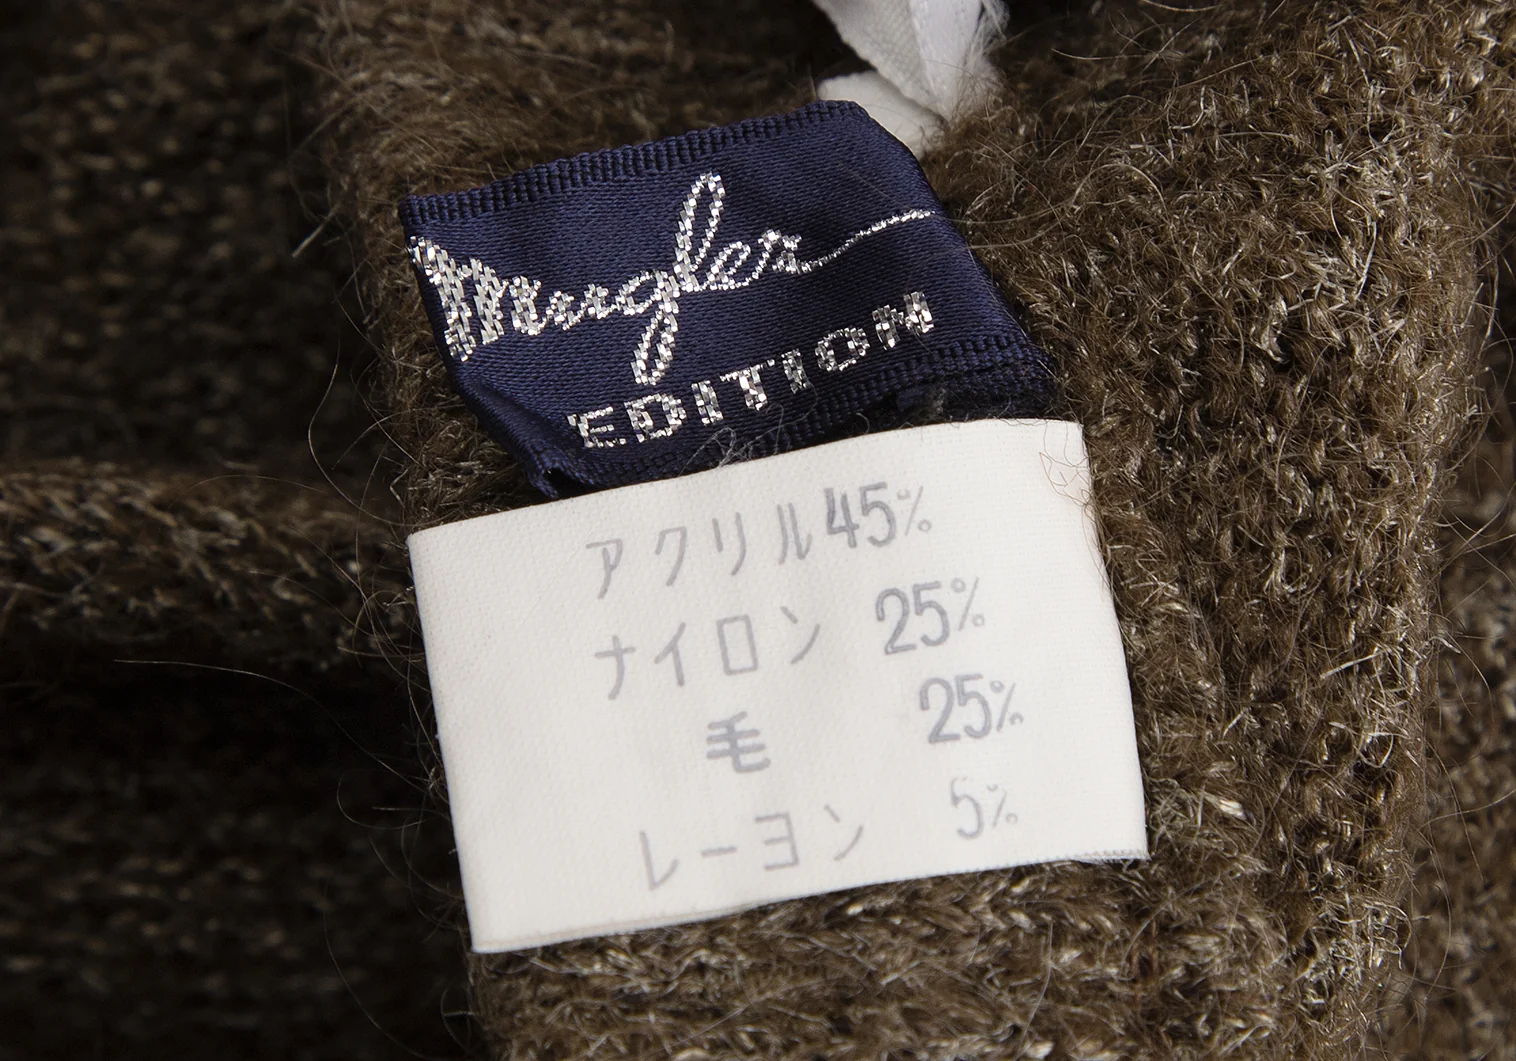 Mugler
EDITION
アクリル45%
ナイロン 25%
毛 25%
レーヨン 5%